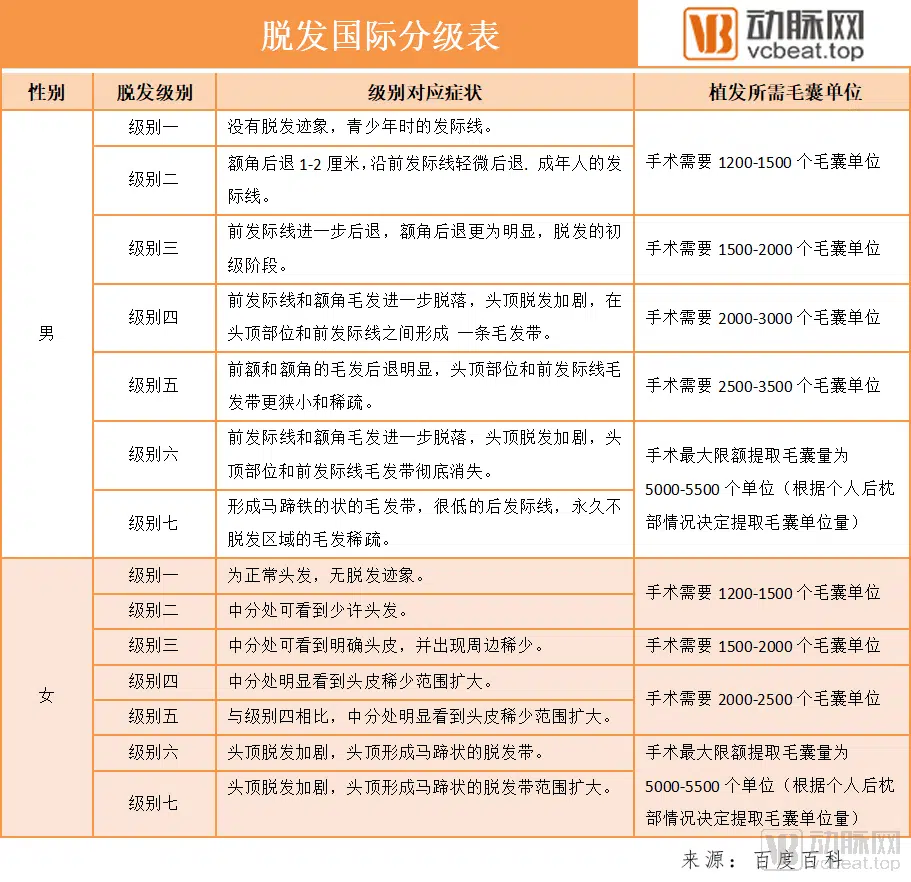 脱发国际分级表
动脉网
vcbeat.top
性别
脱发级别
级别对应症状
植发所需毛囊单位
男
级别一
没有脱发迹象，青少年时的发际线。
手术需要 1200-1500 个毛囊单位
级别二
额角后退 1-2 厘米，沿前发际线轻微后退. 成年人的发
际线。
级别三
前发际线进一步后退，额角后退更为明显，脱发的初
级阶段。
手术需要 1500-2000 个毛囊单位
级别四
前发际线和额角毛发进一步脱落，头顶脱发加剧，在
头顶部位和前发际线之间形成 一条毛发带。
手术需要 2000-3000 个毛囊单位
级别五
前额和额角的毛发后退明显，头顶部位和前发际线毛
发带更狭小和稀疏。
手术需要 2500-3500 个毛囊单位
级别六
前发际线和额角毛发进一步脱落，头顶脱发加剧，头
顶部位和前发际线毛发带彻底消失。
手术最大限额提取毛囊量为
5000-5500 个单位（根据个人后枕
部情况决定提取毛囊单位量）
级别七
形成马蹄铁的状的毛发带，很低的后发际线，永久不
脱发区域的毛发稀疏。
女
级别一
为正常头发，无脱发迹象。
手术需要 1200-1500 个毛囊单位
级别二
中分处可看到少许头发。
级别三
中分处可看到明确头皮，并出现周边稀少。
手术需要 1500-2000 个毛囊单位
级别四
中分处明显看到头皮稀少范围扩大。
手术需要 2000-2500 个毛囊单位
级别五
与级别四相比，中分处明显看到头皮稀少范围扩大。
级别六
头顶脱发加剧，头顶形成马蹄状的脱发带。
手术最大限额提取毛囊量为
5000-5500 个单位（根据个人后枕
部情况决定提取毛囊单位量）
级别七
头顶脱发加剧，头顶形成马蹄状的脱发带范围扩大。
来源：百度百科
动脉网
vcbeat.top